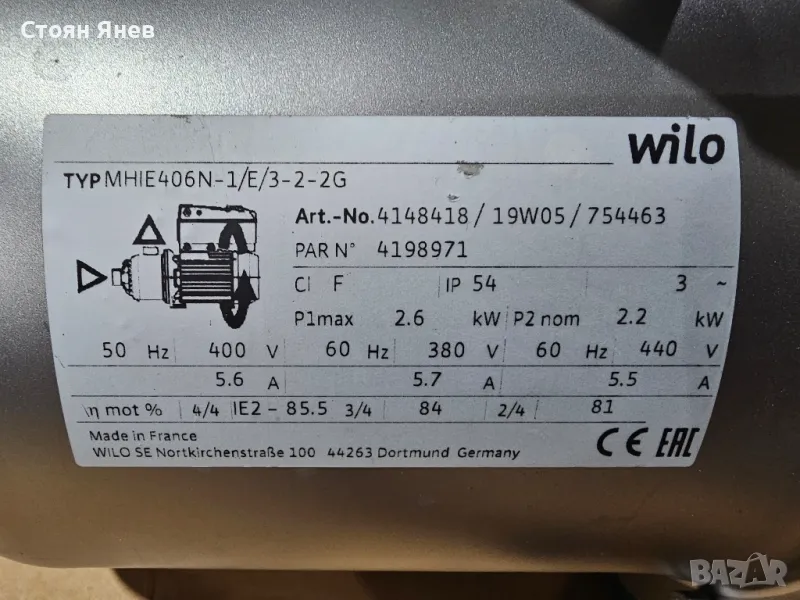 Стоян Янев
wilo
TYP MHIE406N-1/E/3-2-2G
Art.-No. 4148418 / 19W05 / 754463
PAR N° 4198971
Cl F IP 54 3 ~
P1max 2.6 kW P2 nom 2.2 kW
50 Hz 400 V 60 Hz 380 V 60 Hz 440 V
5.6 A 5.7 A 5.5 A
η mot % 4/4 IE2 - 85.5 3/4 84 2/4 81
Made in France
WILO SE Nortkirchenstraße 100 44263 Dortmund Germany
CE EAC
BAZAR